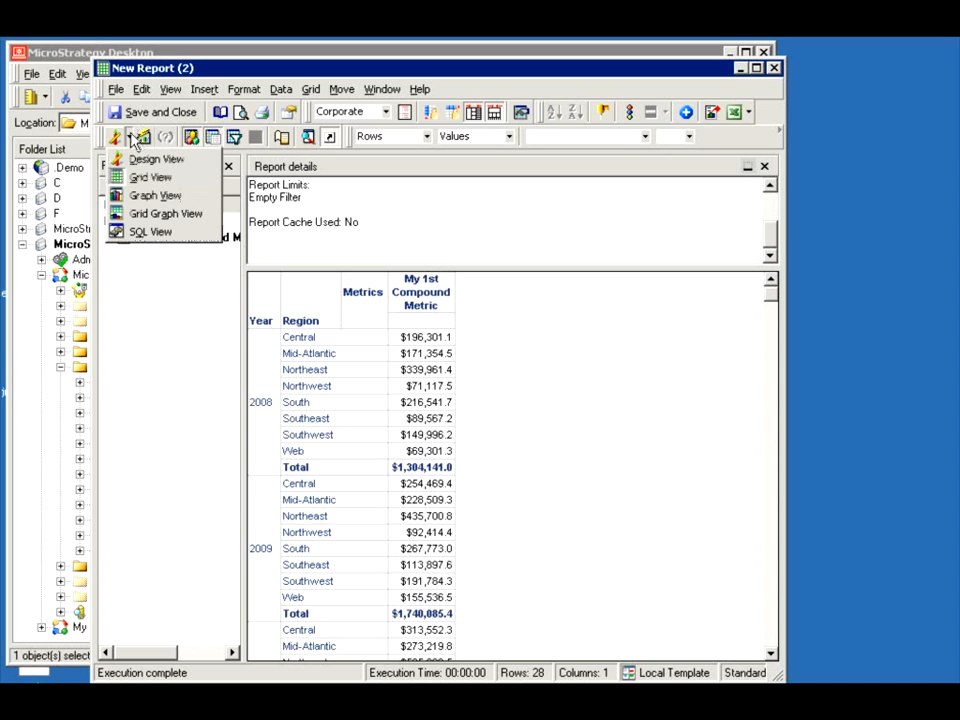 MicroStrategy Desktop
File Edit
Location: M
Folder List
.Demo
C
D
F
MicroStr
MicroS
Adn
Mic
My
1 object(s) select
New Report (2)
File Edit View Insert Format Data Grid Move Window Help
Save and Close Corporate
Rows Values
Design View
Grid View
Graph View
Grid Graph View
SQL View
Report details
Report Limits:
Empty Filter
Report Cache Used: No
Year Region Metrics My 1st Compound Metric
Central $196,301.1
Mid-Atlantic $171,354.5
Northeast $339,961.4
Northwest $71,117.5
2008 South $216,541.7
Southeast $89,567.2
Southwest $149,996.2
Web $69,301.3
Total $1,304,141.0
Central $254,469.4
Mid-Atlantic $228,509.3
Northeast $435,700.8
Northwest $92,414.4
2009 South $267,773.0
Southeast $113,897.6
Southwest $191,784.3
Web $155,536.5
Total $1,740,085.4
Central $313,552.3
Mid-Atlantic $273,219.8
Execution complete Execution Time: 00:00:00 Rows: 28 Columns: 1 Local Template Standard